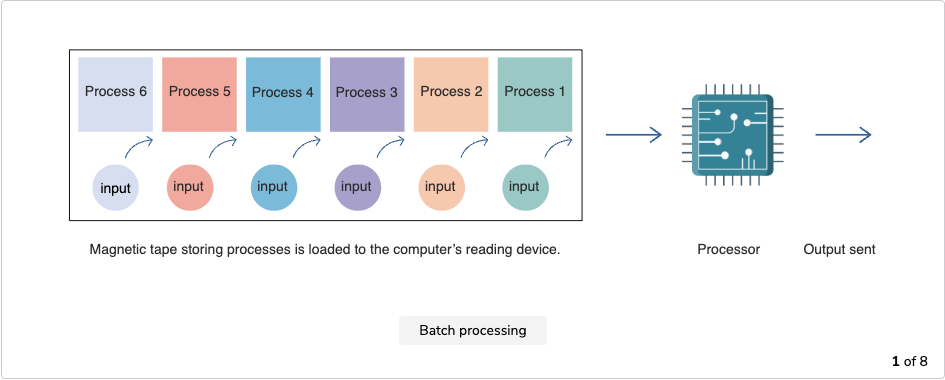 Process 6 Process 5 Process 4 Process 3 Process 2 Process 1
input input input input input input
Magnetic tape storing processes is loaded to the computer’s reading device. Processor Output sent
Batch processing
1 of 8